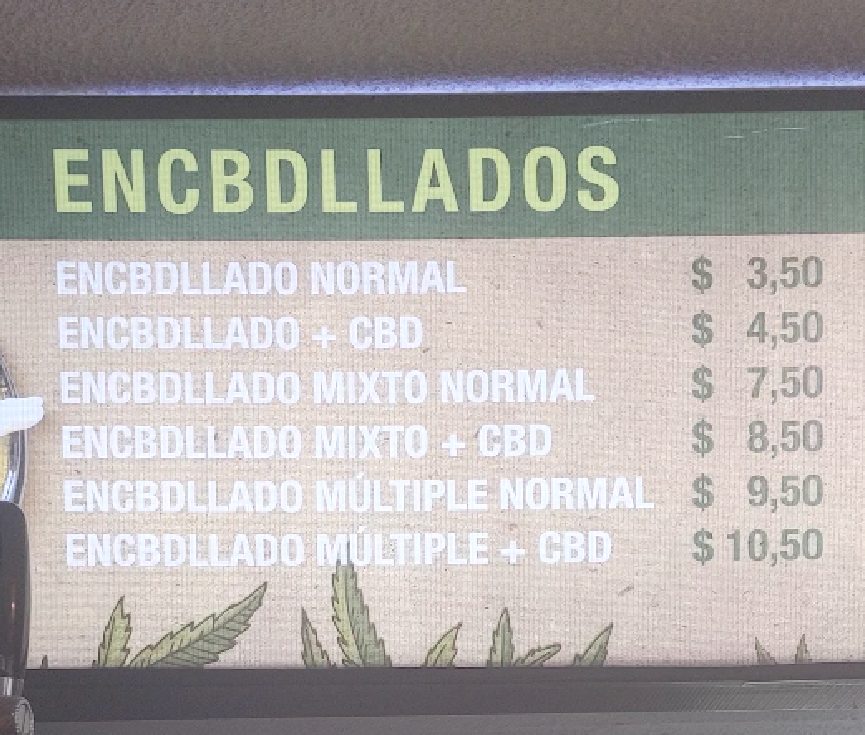 ENCBDLLADOS
ENCBDLLADO NORMAL $ 3,50
ENCBDLLADO + CBD $ 4,50
ENCBDLLADO MIXTO NORMAL $ 7,50
ENCBDLLADO MIXTO + CBD $ 8,50
ENCBDLLADO MÚLTIPLE NORMAL $ 9,50
ENCBDLLADO MÚLTIPLE + CBD $ 10,50